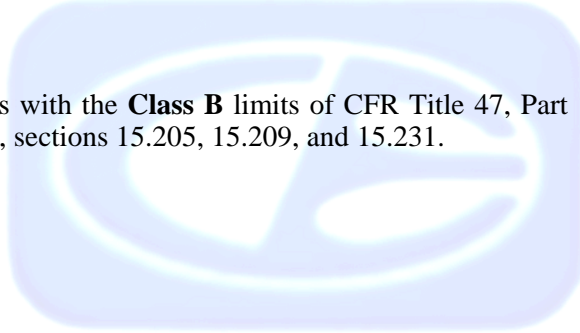 s with the Class B limits of CFR Title 47, Part
, sections 15.205, 15.209, and 15.231.